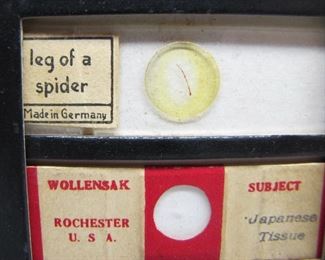 leg of a
spider
Made in Germany
WOLLENSAK
ROCHESTER
U. S. A.
SUBJECT
Japanese
Tissue